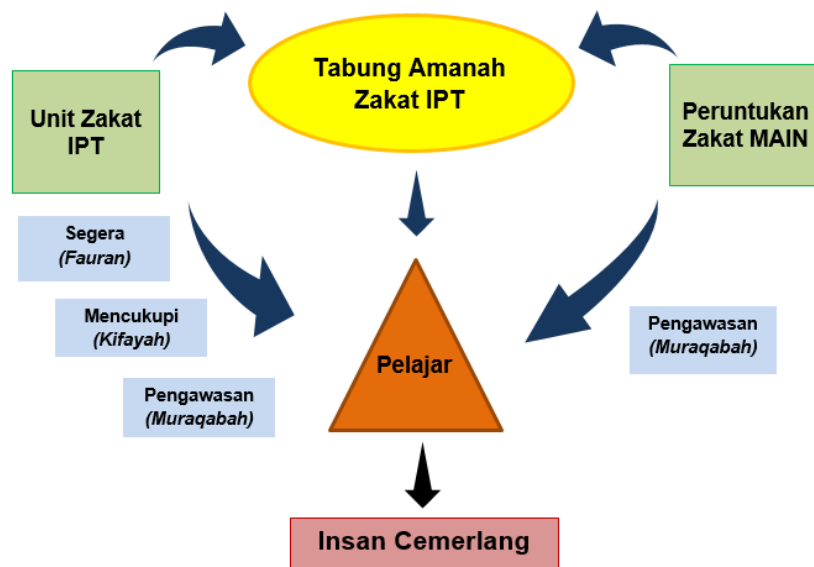 Tabung Amanah
Zakat IPT
Unit Zakat
IPT
Peruntukan
Zakat MAIN
Segera
(Fauran)
Mencukupi
(Kifayah)
Pengawasan
(Muraqabah)
Pelajar
Pengawasan
(Muraqabah)
Insan Cemerlang